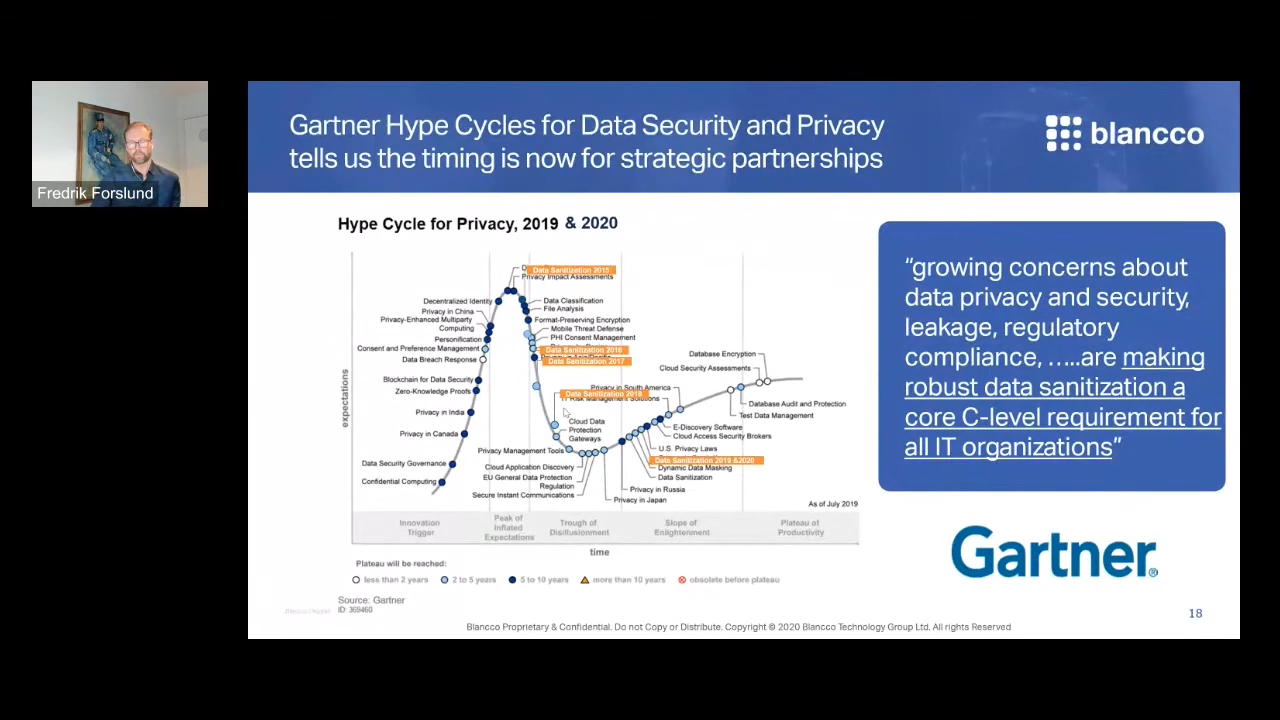 Fredrik Forslund
Gartner Hype Cycles for Data Security and Privacy
tells us the timing is now for strategic partnerships
blancco
Hype Cycle for Privacy, 2019 & 2020
expectations
Data Sanitization 2015
Privacy Impact Assessments
Decentralized Identity
Privacy in China
Privacy-Enhanced Multiparty
Computing
Personification
Consent and Preference Management
Data Breach Response
Blockchain for Data Security
Zero-Knowledge Proofs
Privacy in India
Privacy in Canada
Data Security Governance
Confidential Computing
Data Classification
File Analysis
Format-Preserving Encryption
Mobile Threat Defense
PHI Consent Management
Data Sanitization 2016
Data Sanitization 2017
Data Sanitization 2018
Privacy in South America
IT Risk Management Solutions
Cloud Data
Protection
Gateways
Privacy Management Tools
Cloud Application Discovery
EU General Data Protection
Regulation
Secure Instant Communications
Database Encryption
Cloud Security Assessments
Database Audit and Protection
Test Data Management
E-Discovery Software
Cloud Access Security Brokers
U.S. Privacy Laws
Data Sanitization 2019 &2020
Dynamic Data Masking
Data Sanitization
Privacy in Russia
Privacy in Japan
As of July 2019
Innovation
Trigger
Peak of
Inflated
Expectations
Trough of
Disillusionment
Slope of
Enlightenment
Plateau of
Productivity
time
Plateau will be reached:
less than 2 years
2 to 5 years
5 to 10 years
more than 10 years
obsolete before plateau
Source: Gartner
ID: 369460
“growing concerns about
data privacy and security,
leakage, regulatory
compliance, …..are making
robust data sanitization a
core C-level requirement for
all IT organizations”
Gartner®
18
Blancco Proprietary & Confidential. Do not Copy or Distribute. Copyright © 2020 Blancco Technology Group Ltd. All rights Reserved